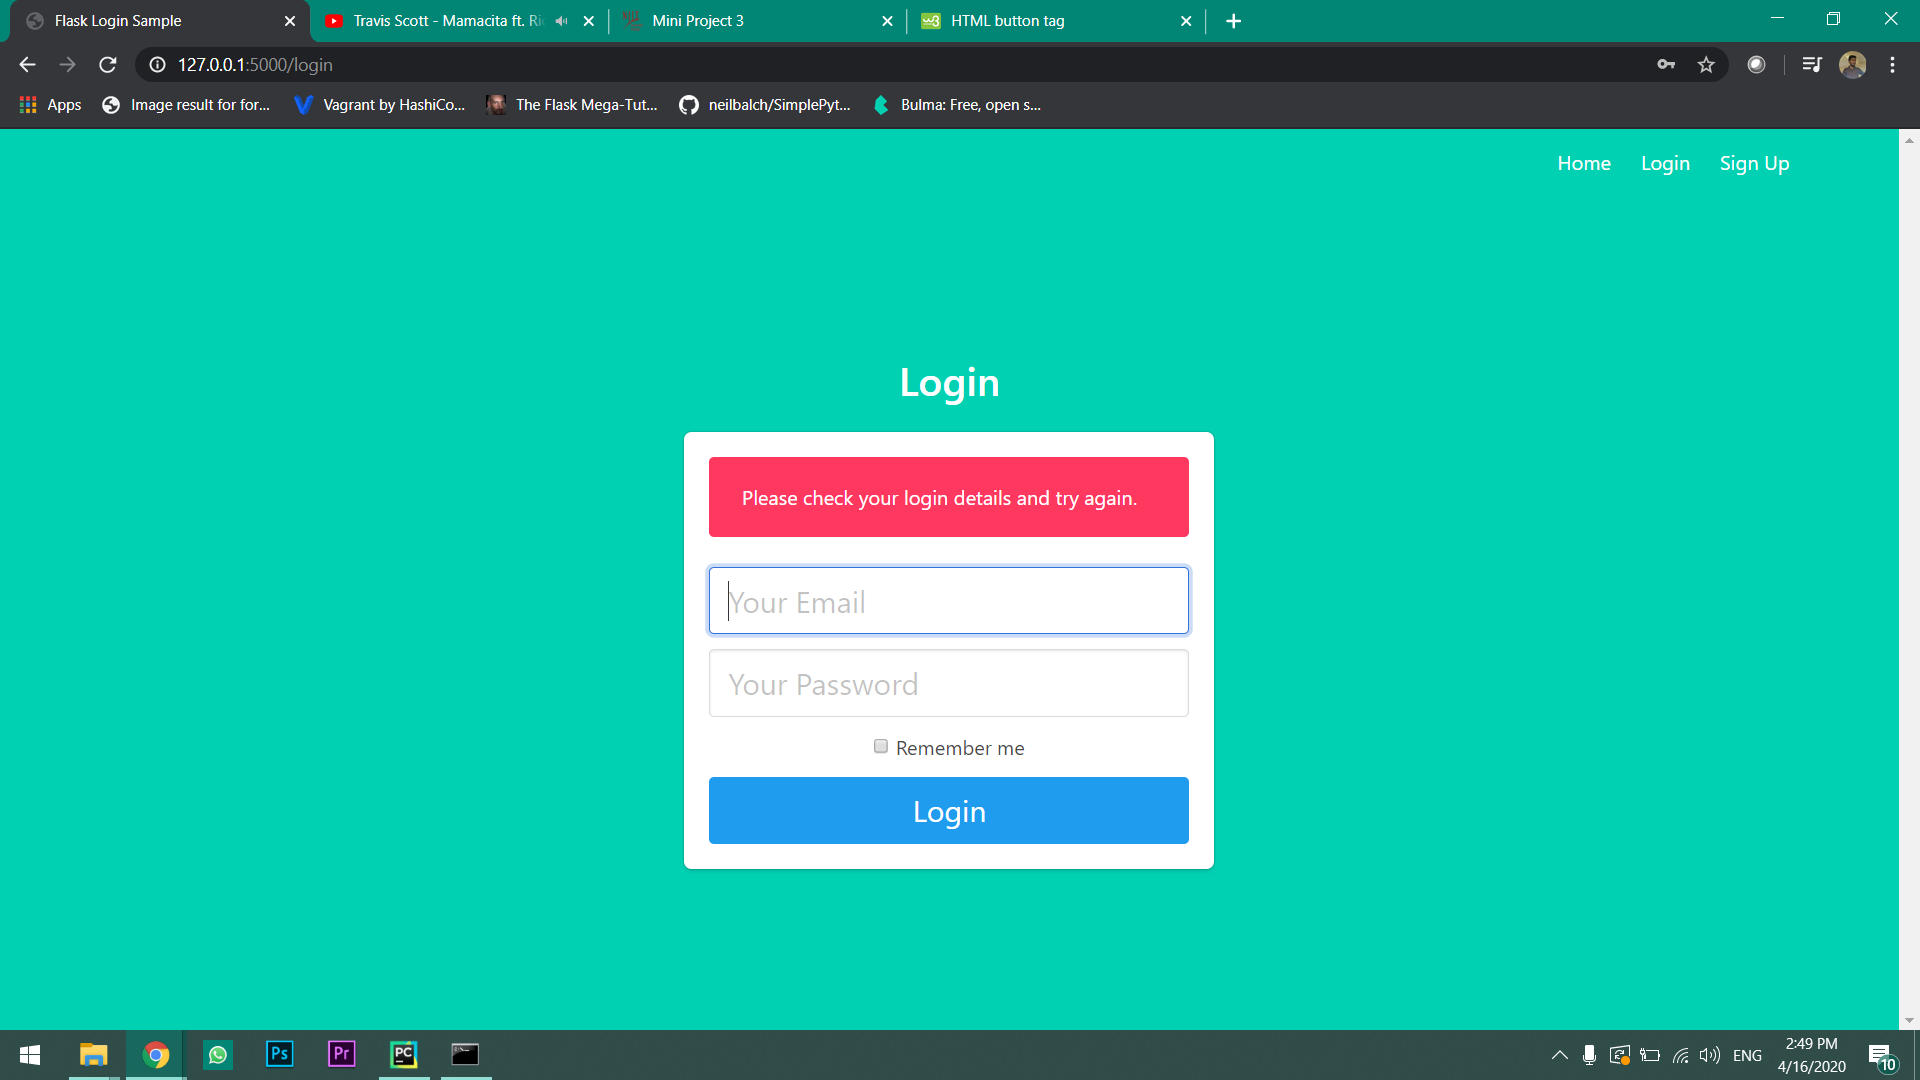 Flask Login Sample
Travis Scott - Mamacita ft. Ri
Mini Project 3
HTML button tag
127.0.0.1:5000/login
Apps
Image result for for...
Vagrant by HashiCo...
The Flask Mega-Tut...
neilbalch/SimplePyt...
Bulma: Free, open s...
Home
Login
Sign Up
Login
Please check your login details and try again.
Your Email
Your Password
Remember me
Login
Ps
Pr
PC
ENG
2:49 PM
4/16/2020
10